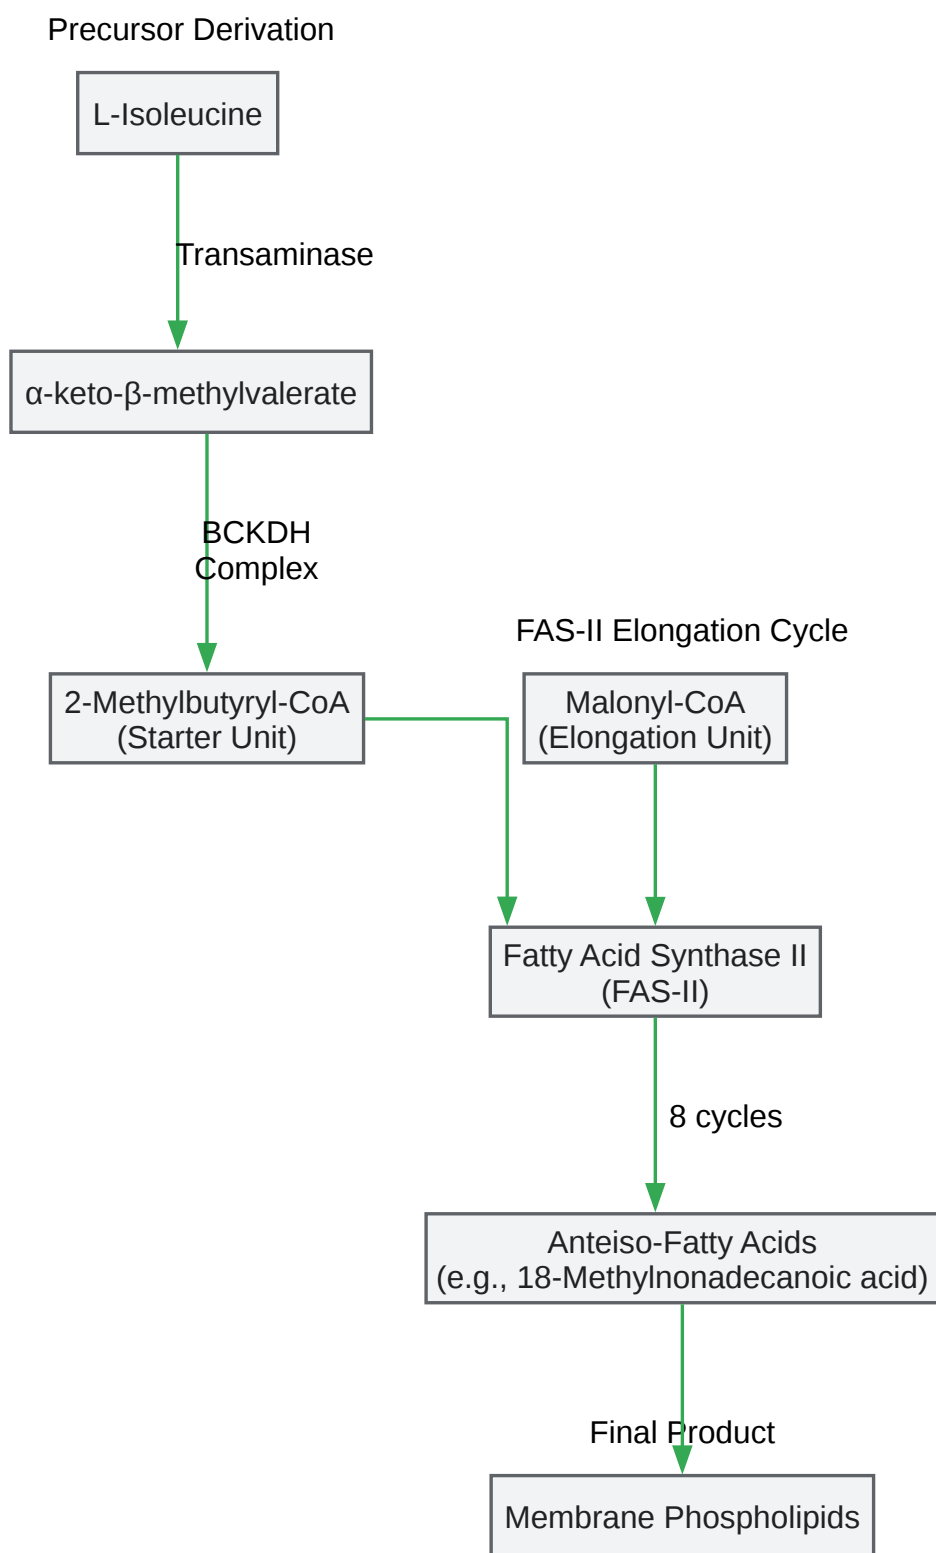 Precursor Derivation
L-Isoleucine
Transaminase
α-keto-β-methylvalerate
BCKDH
Complex
FAS-II Elongation Cycle
2-Methylbutyryl-CoA
(Starter Unit)
Malonyl-CoA
(Elongation Unit)
Fatty Acid Synthase II
(FAS-II)
8 cycles
Anteiso-Fatty Acids
(e.g., 18-Methylnonadecanoic acid)
Final Product
Membrane Phospholipids